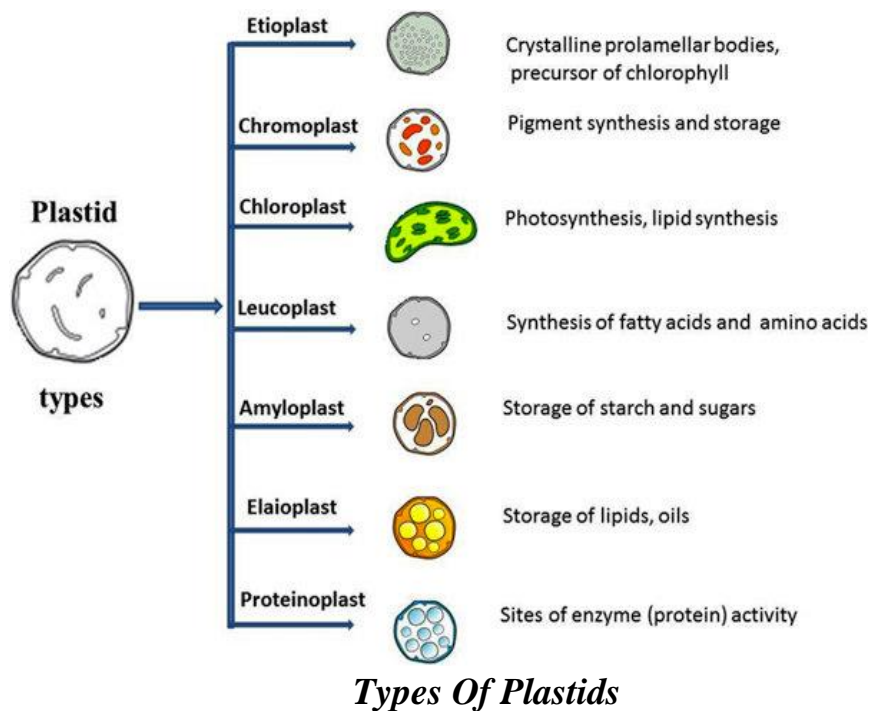 Plastid
types
Etioplast
Crystalline prolamellar bodies,
precursor of chlorophyll
Chromoplast
Pigment synthesis and storage
Chloroplast
Photosynthesis, lipid synthesis
Leucoplast
Synthesis of fatty acids and amino acids
Amyloplast
Storage of starch and sugars
Elaioplast
Storage of lipids, oils
Proteinoplast
Sites of enzyme (protein) activity
Types Of Plastids